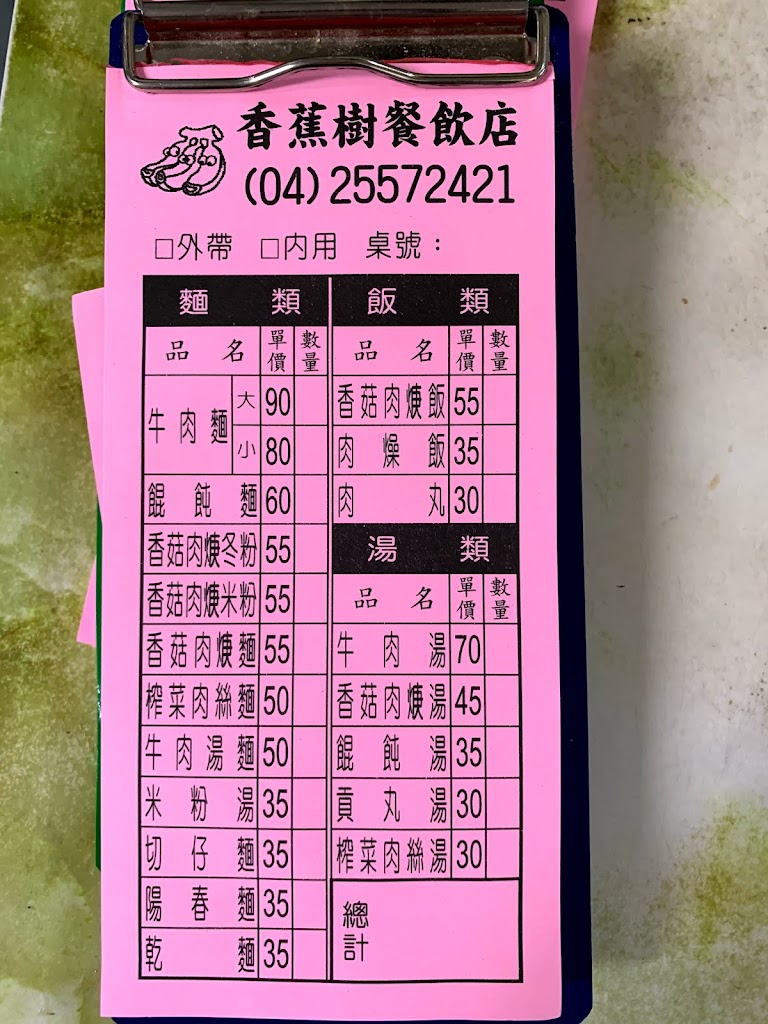 香蕉樹餐飲店
(04)25572421
□外帶 □內用 桌號：
麵類
品名 單價 數量
牛肉麵 大 90
小 80
餛飩麵 60
香菇肉焿冬粉 55
香菇肉焿米粉 55
香菇肉焿麵 55
榨菜肉絲麵 50
牛肉湯麵 50
米粉湯 35
切仔麵 35
陽春麵 35
乾麵 35
飯類
品名 單價 數量
香菇肉焿飯 55
肉燥飯 35
肉丸 30
湯類
品名 單價 數量
牛肉湯 70
香菇肉焿湯 45
餛飩湯 35
貢丸湯 30
榨菜肉絲湯 30
總計